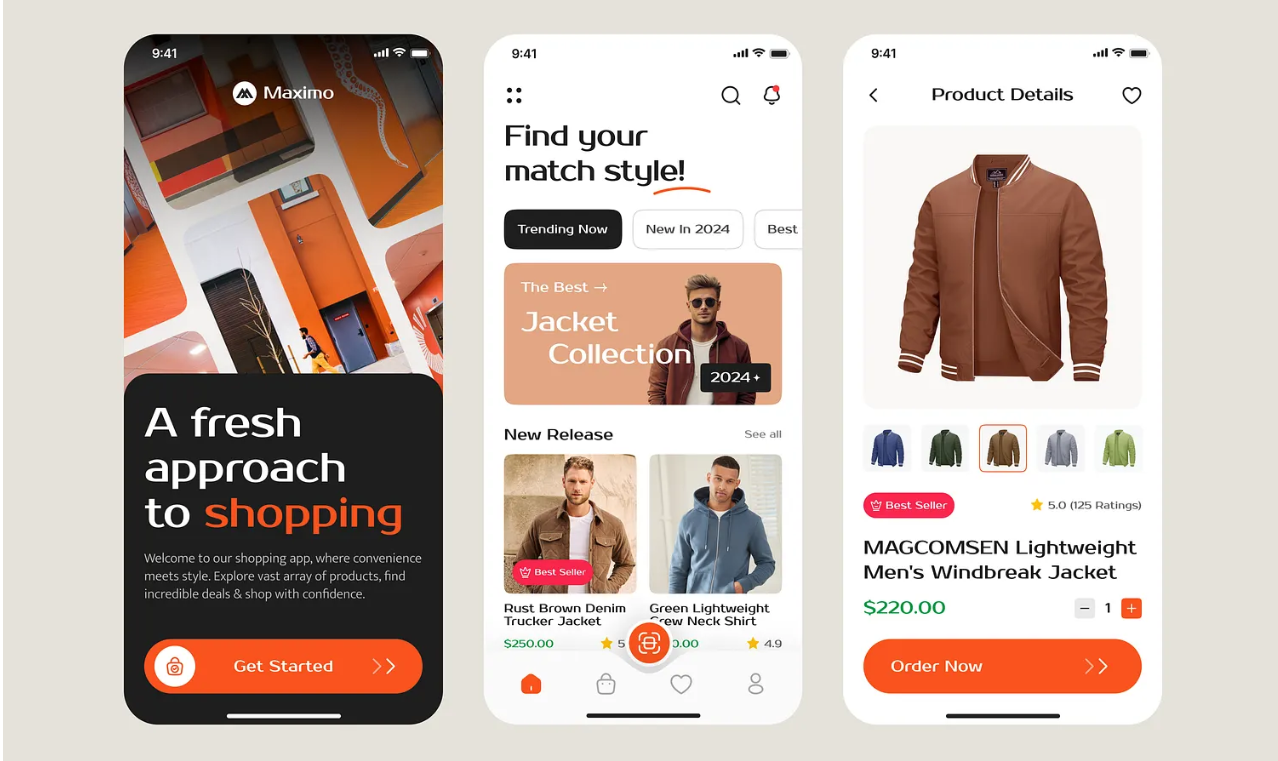 9:41
Maximo
A fresh
approach
to shopping
Welcome to our shopping app, where convenience
meets style. Explore vast array of products, find
incredible deals & shop with confidence.
Get Started
9:41
Find your
match style!
Trending Now
New In 2024
Best
The Best →
Jacket
Collection
2024
New Release
See all
Best Seller
Rust Brown Denim
Trucker Jacket
$250.00
5
Green Lightweight
Crew Neck Shirt
0.00
4.9
9:41
Product Details
Best Seller
5.0 (125 Ratings)
MAGCOMSEN Lightweight
Men's Windbreak Jacket
$220.00
− 1 +
Order Now